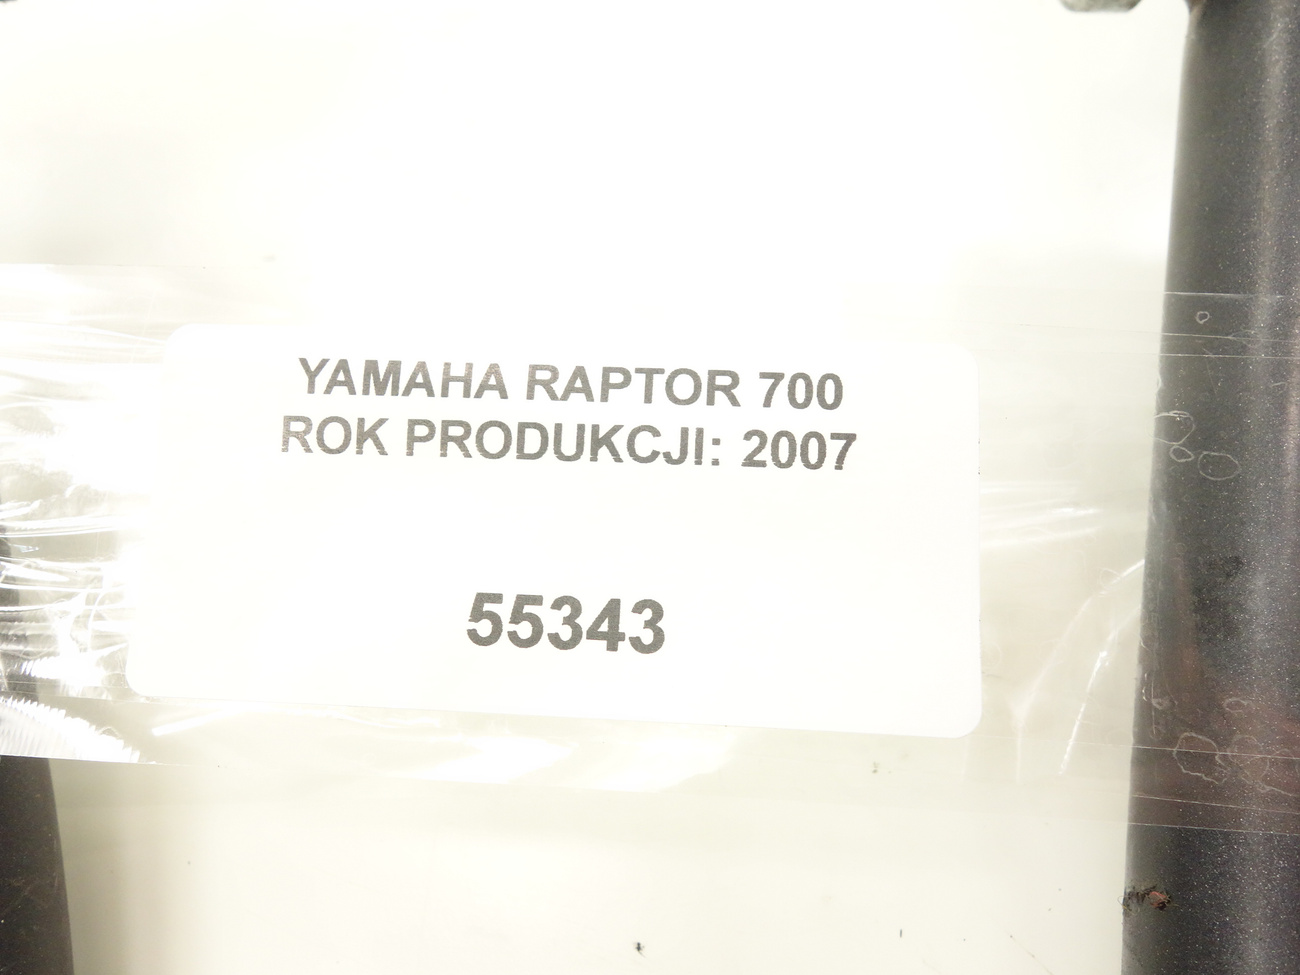 YAMAHA RAPTOR 700
ROK PRODUKCJI: 2007
55343